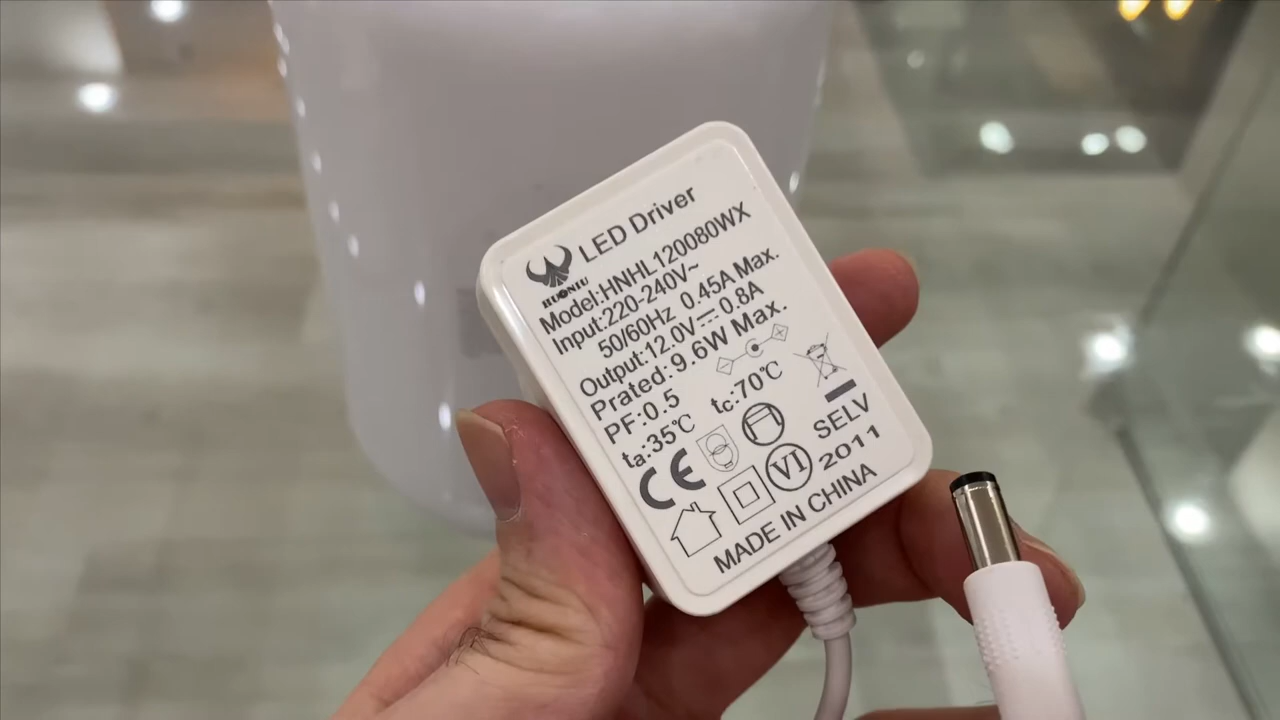 LED Driver
HUONIU
Model:HNHL120080WX
Input:220-240V~
50/60Hz 0.45A Max.
Output:12.0V⎓0.8A
Prated:9.6W Max.
PF:0.5
ta:35℃ tc:70℃
CE
VI
SELV
2011
MADE IN CHINA